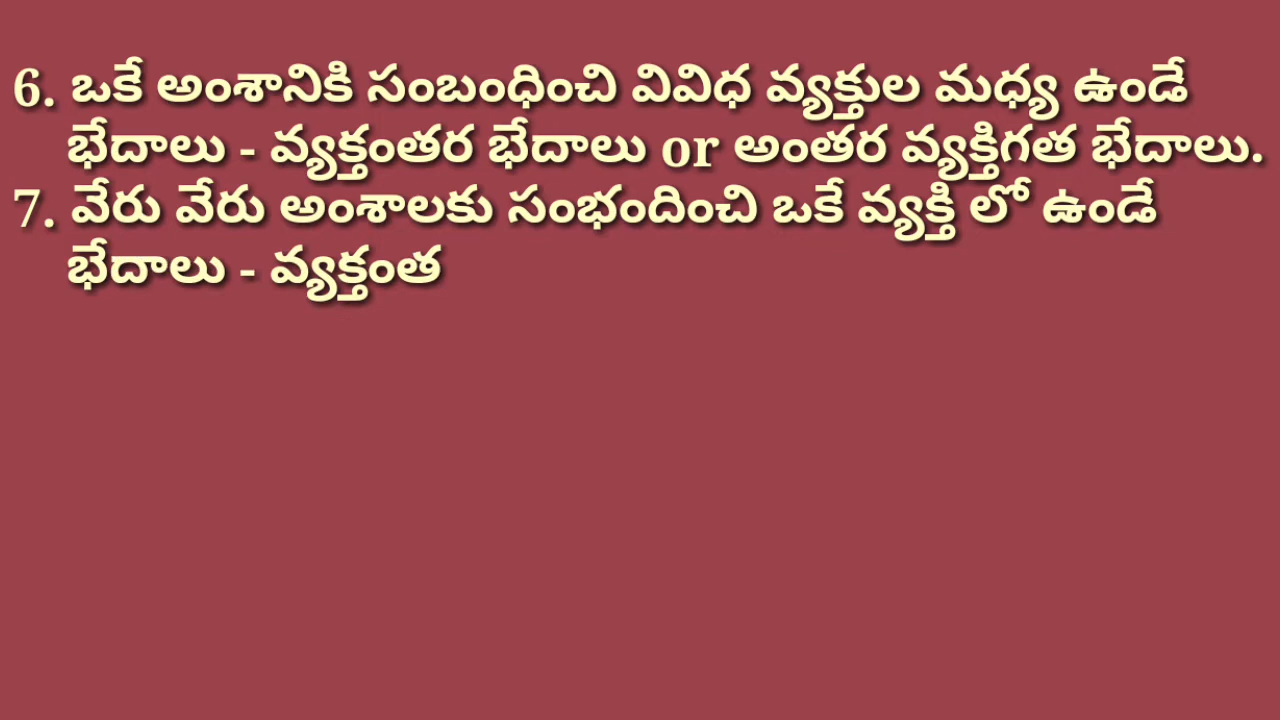 6. ఒకే అంశానికి సంబంధించి వివిధ వ్యక్తుల మధ్య ఉండే
భేదాలు - వ్యక్తంతర భేదాలు or అంతర వ్యక్తిగత భేదాలు.
7. వేరు వేరు అంశాలకు సంభందించి ఒకే వ్యక్తి లో ఉండే
భేదాలు - వ్యక్తంత